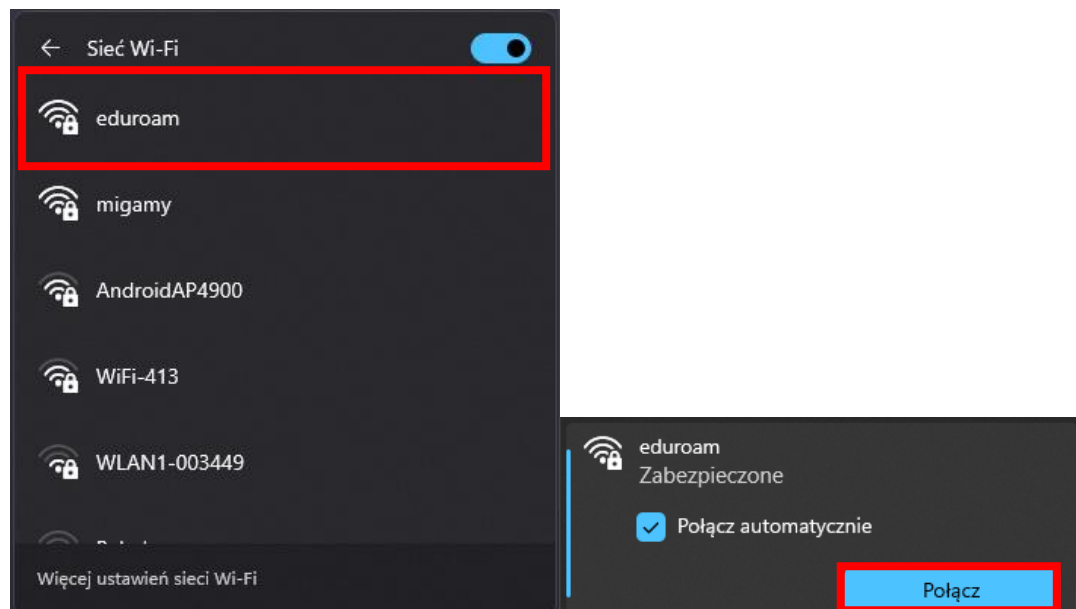 Sieć Wi-Fi
eduroam
migamy
AndroidAP4900
WiFi-413
WLAN1-003449
Więcej ustawień sieci Wi-Fi
eduroam
Zabezpieczone
Połącz automatycznie
Połącz